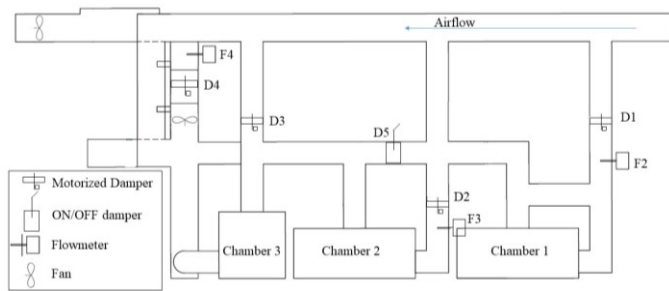 Airflow
F4
D4
D3
D5
D1
F2
D2
F3
Motorized Damper
ON/OFF damper
Flowmeter
Fan
Chamber 3
Chamber 2
Chamber 1